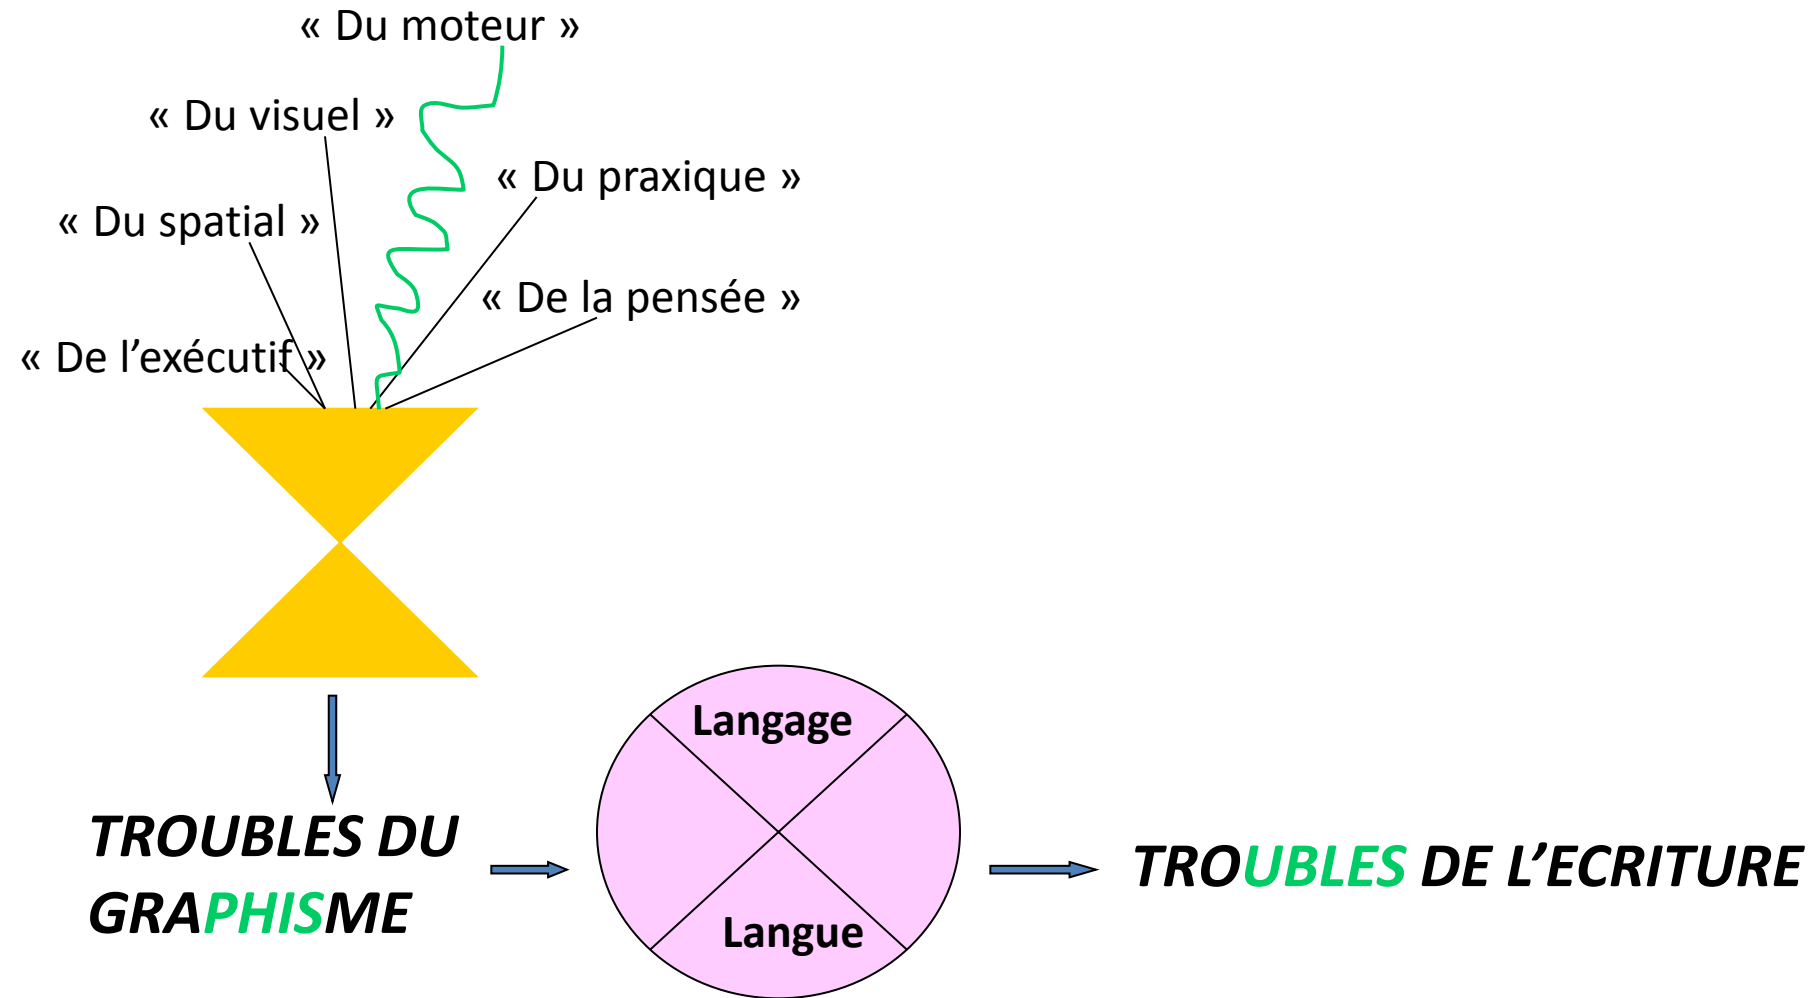 « Du moteur »
« Du visuel »
« Du praxique »
« Du spatial »
« De la pensée »
« De l’exécutif »
Langage
TROUBLES DU
GRAPHISME
TROUBLES DE L’ECRITURE
Langue